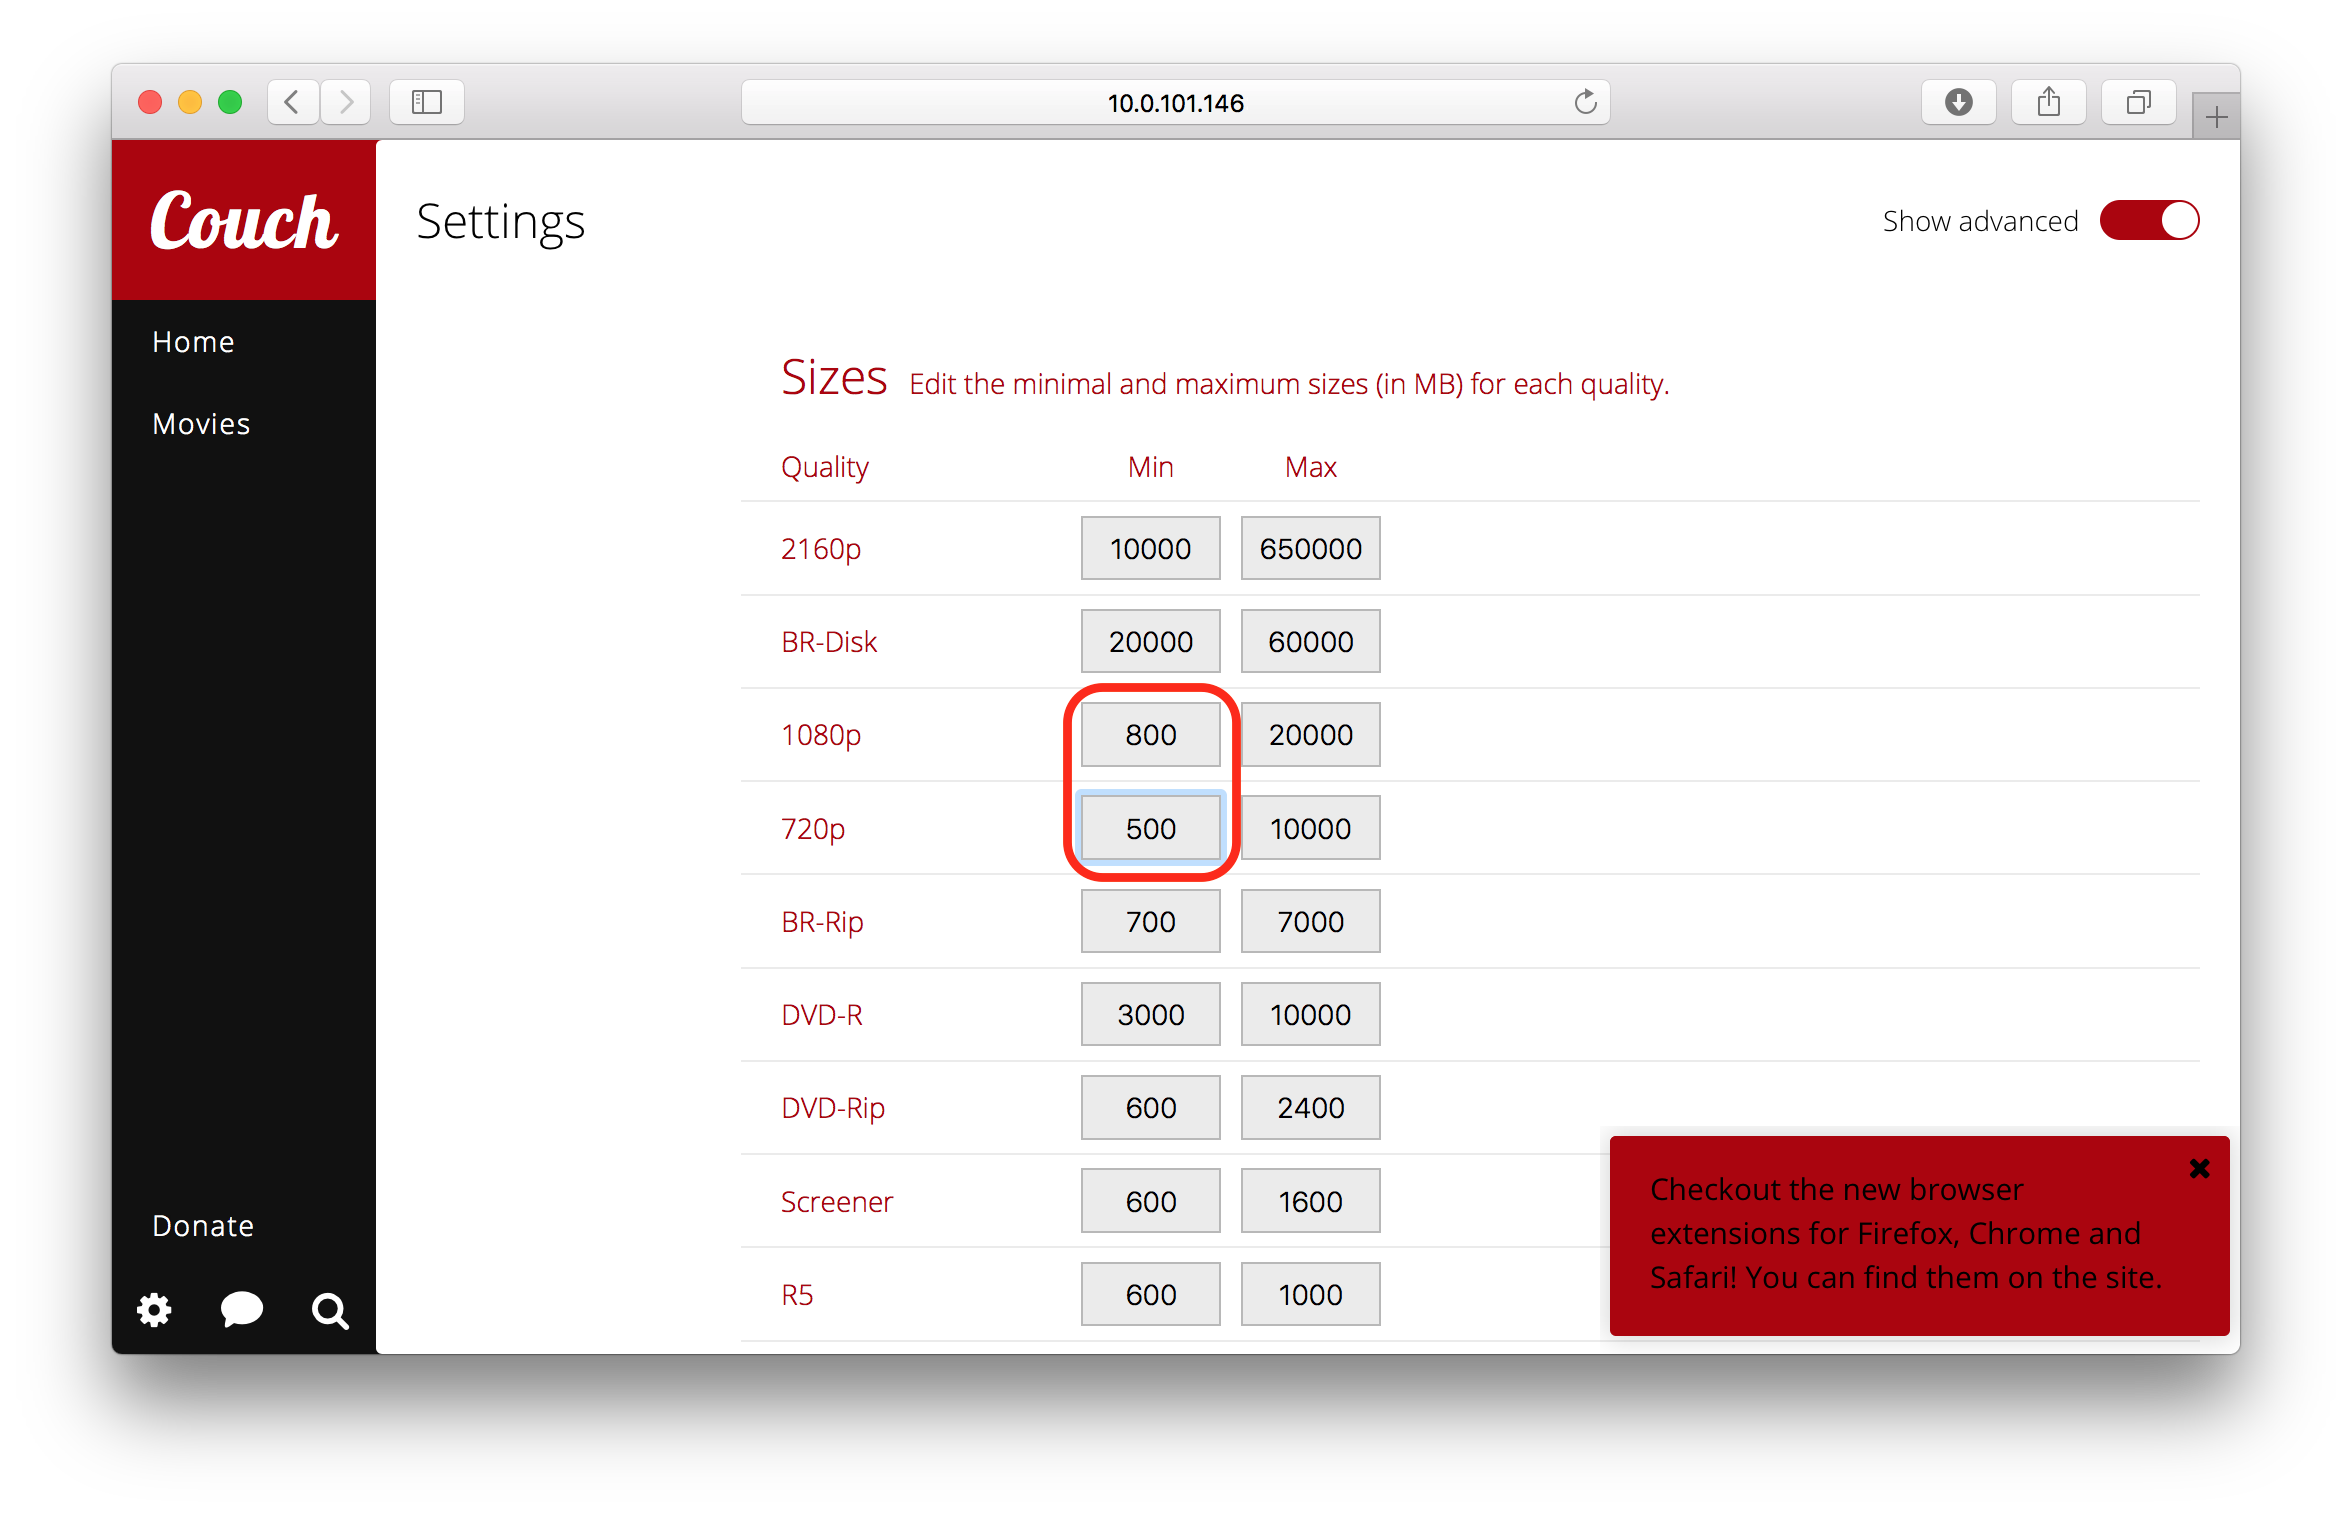 10.0.101.146
Couch
Settings
Show advanced
Home
Movies
Sizes Edit the minimal and maximum sizes (in MB) for each quality.
Quality Min Max
2160p 10000 650000
BR-Disk 20000 60000
1080p 800 20000
720p 500 10000
BR-Rip 700 7000
DVD-R 3000 10000
DVD-Rip 600 2400
Screener 600 1600
R5 600 1000
Donate
Checkout the new browser
extensions for Firefox, Chrome and
Safari! You can find them on the site.